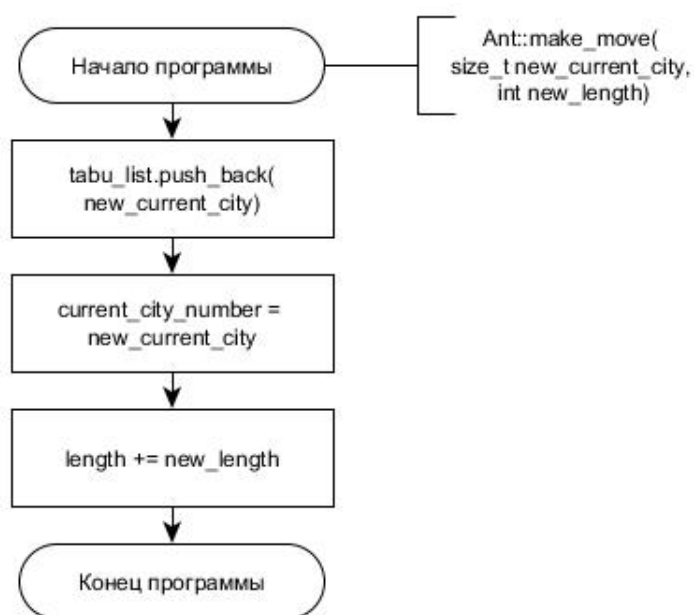 Начало программы
Ant::make_move(
size_t new_current_city,
int new_length)
tabu_list.push_back(
new_current_city)
current_city_number =
new_current_city
length += new_length
Конец программы